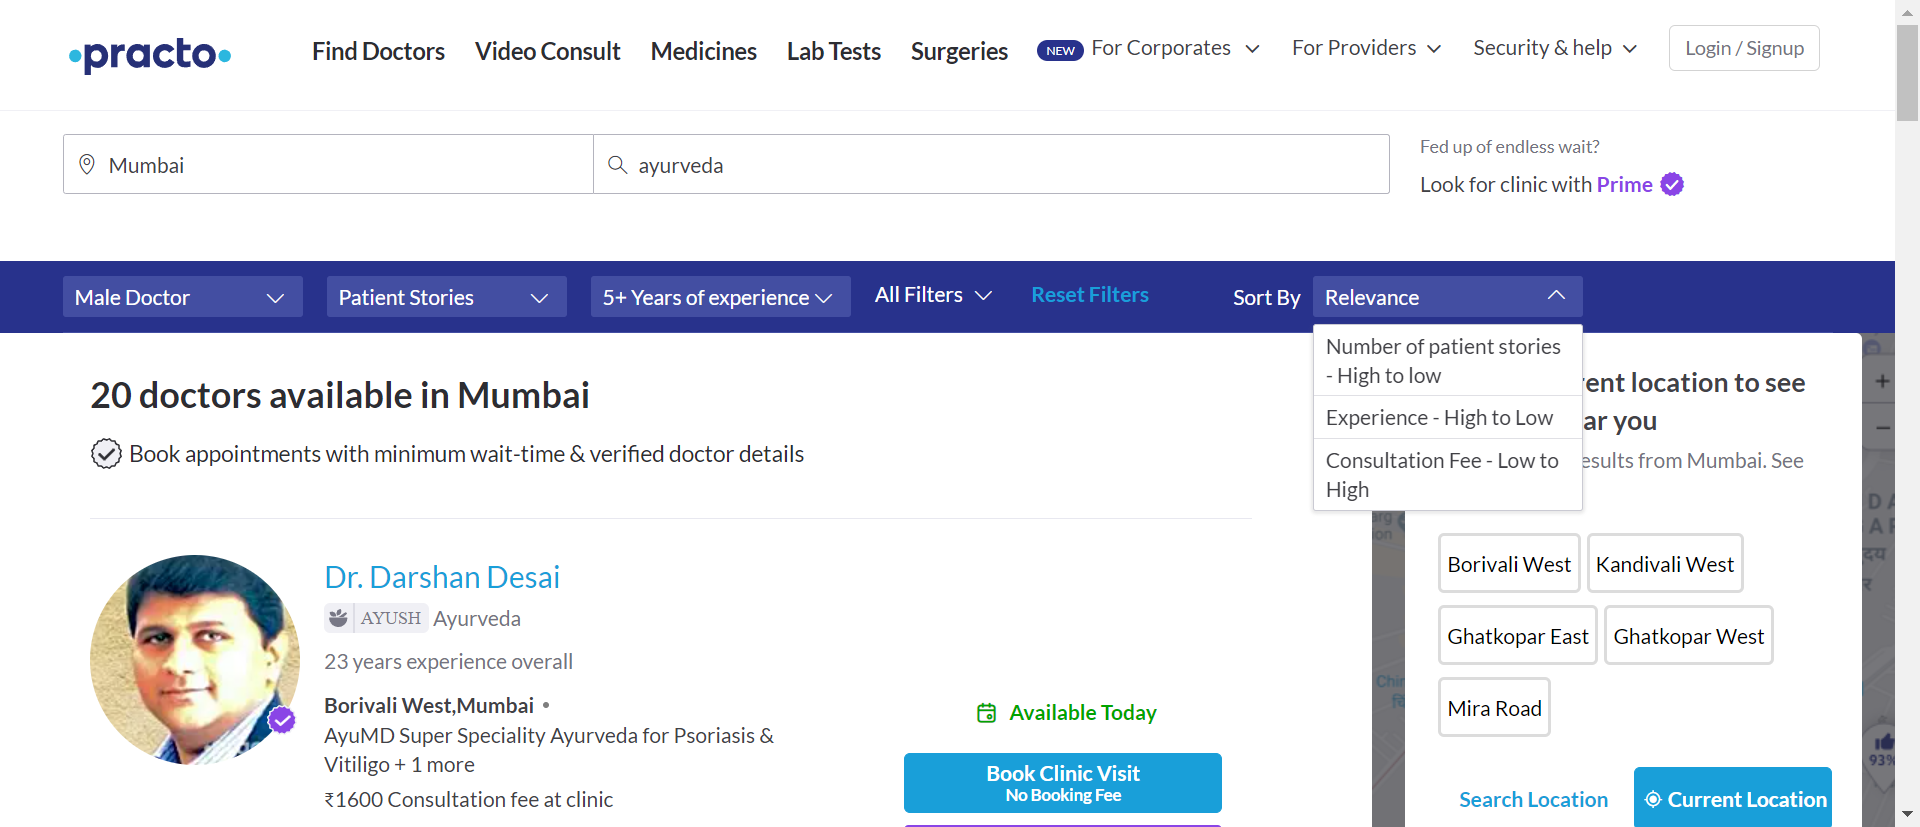 practo
Find Doctors
Video Consult
Medicines
Lab Tests
Surgeries
NEW
For Corporates
For Providers
Security & help
Login / Signup
Mumbai
ayurveda
Fed up of endless wait?
Look for clinic with Prime
Male Doctor
Patient Stories
5+ Years of experience
All Filters
Reset Filters
Sort By
Relevance
Number of patient stories
- High to low
Experience - High to Low
Consultation Fee - Low to
High
20 doctors available in Mumbai
Book appointments with minimum wait-time & verified doctor details
ent location to see
ar you
esults from Mumbai. See
Dr. Darshan Desai
AYUSH
Ayurveda
23 years experience overall
Borivali West,Mumbai •
AyuMD Super Speciality Ayurveda for Psoriasis &
Vitiligo + 1 more
₹1600 Consultation fee at clinic
Available Today
Book Clinic Visit
No Booking Fee
Borivali West
Kandivali West
Ghatkopar East
Ghatkopar West
Mira Road
Search Location
Current Location
93%